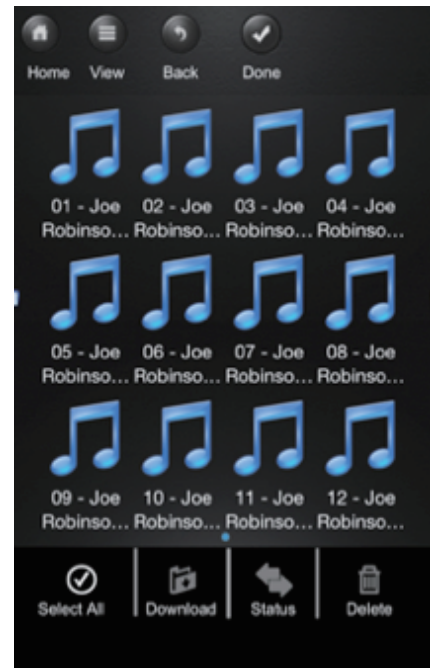 Home View Back Done
01 - Joe 02 - Joe 03 - Joe 04 - Joe
Robinso... Robinso... Robinso... Robinso...
05 - Joe 06 - Joe 07 - Joe 08 - Joe
Robinso... Robinso... Robinso... Robinso...
09 - Joe 10 - Joe 11 - Joe 12 - Joe
Robinso... Robinso... Robinso... Robinso...
Select All Download Status Delete